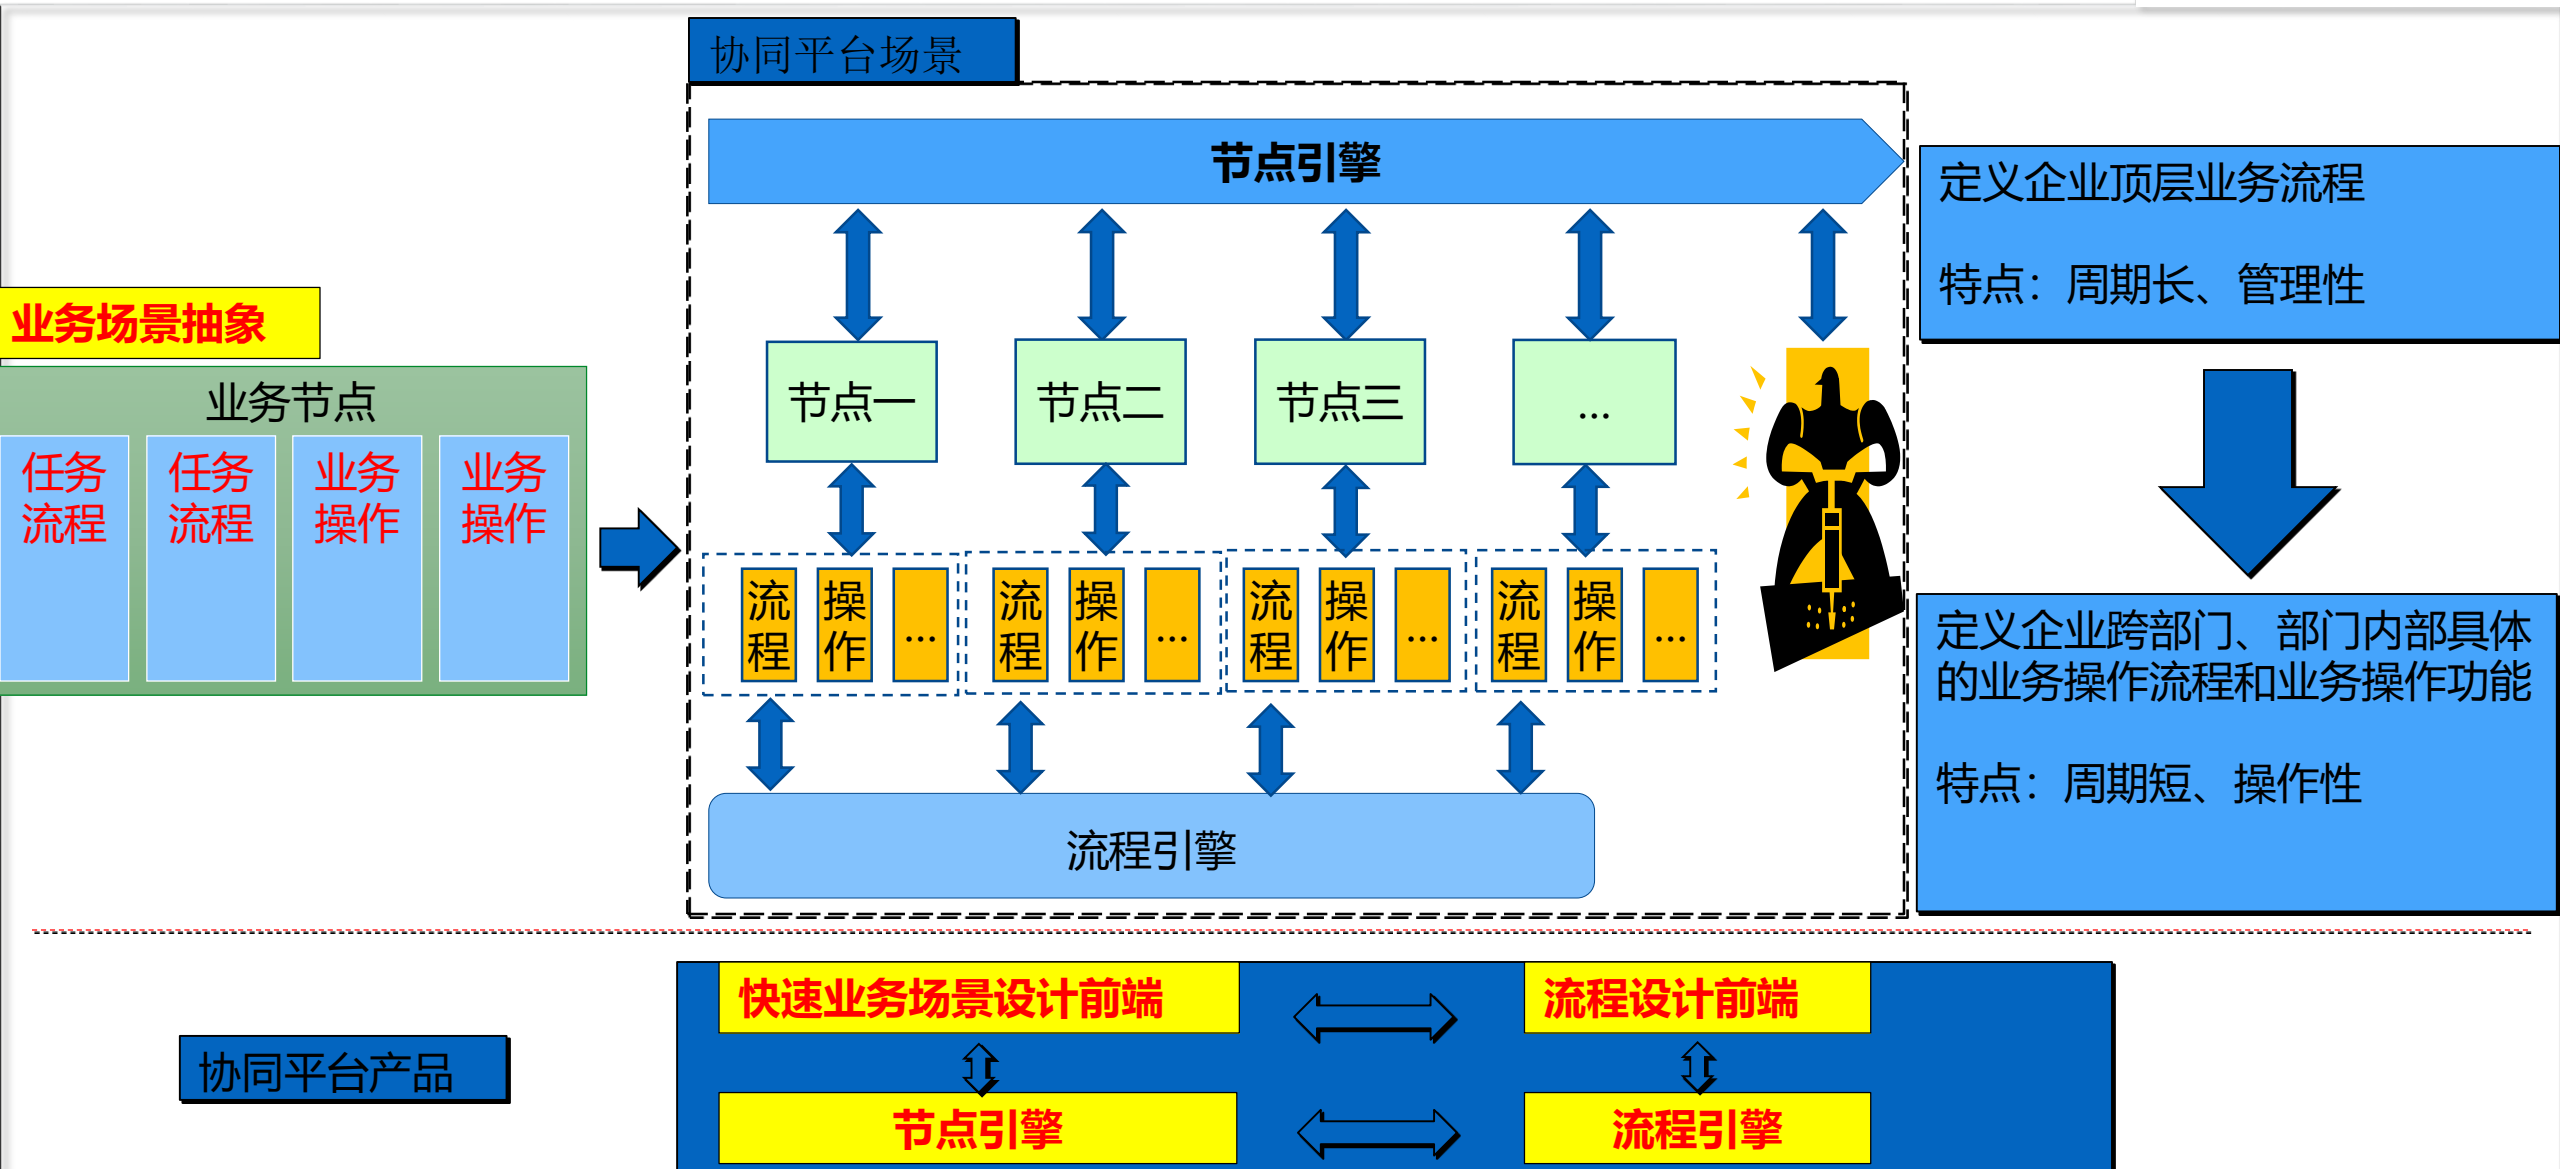 协同平台场景
节点引擎
定义企业顶层业务流程
特点：周期长、管理性
业务场景抽象
业务节点
任务
流程
任务
流程
业务
操作
业务
操作
节点一
节点二
节点三
...
流
程
操
作
...
流
程
操
作
...
流
程
操
作
...
流
程
操
作
...
定义企业跨部门、部门内部具体
的业务操作流程和业务操作功能
特点：周期短、操作性
流程引擎
协同平台产品
快速业务场景设计前端
流程设计前端
节点引擎
流程引擎